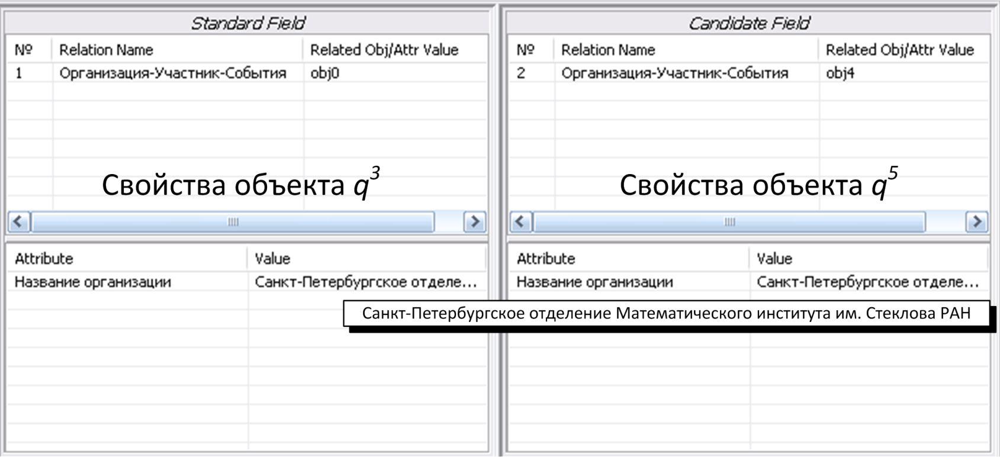 Standard Field
№ Relation Name Related Obj/Attr Value
1 Организация-Участник-События obj0
Свойства объекта q³
Attribute Value
Название организации Санкт-Петербургское отделе...
Candidate Field
№ Relation Name Related Obj/Attr Value
2 Организация-Участник-События obj4
Свойства объекта q⁵
Attribute Value
Название организации Санкт-Петербургское отделе...
Санкт-Петербургское отделение Математического института им. Стеклова РАН